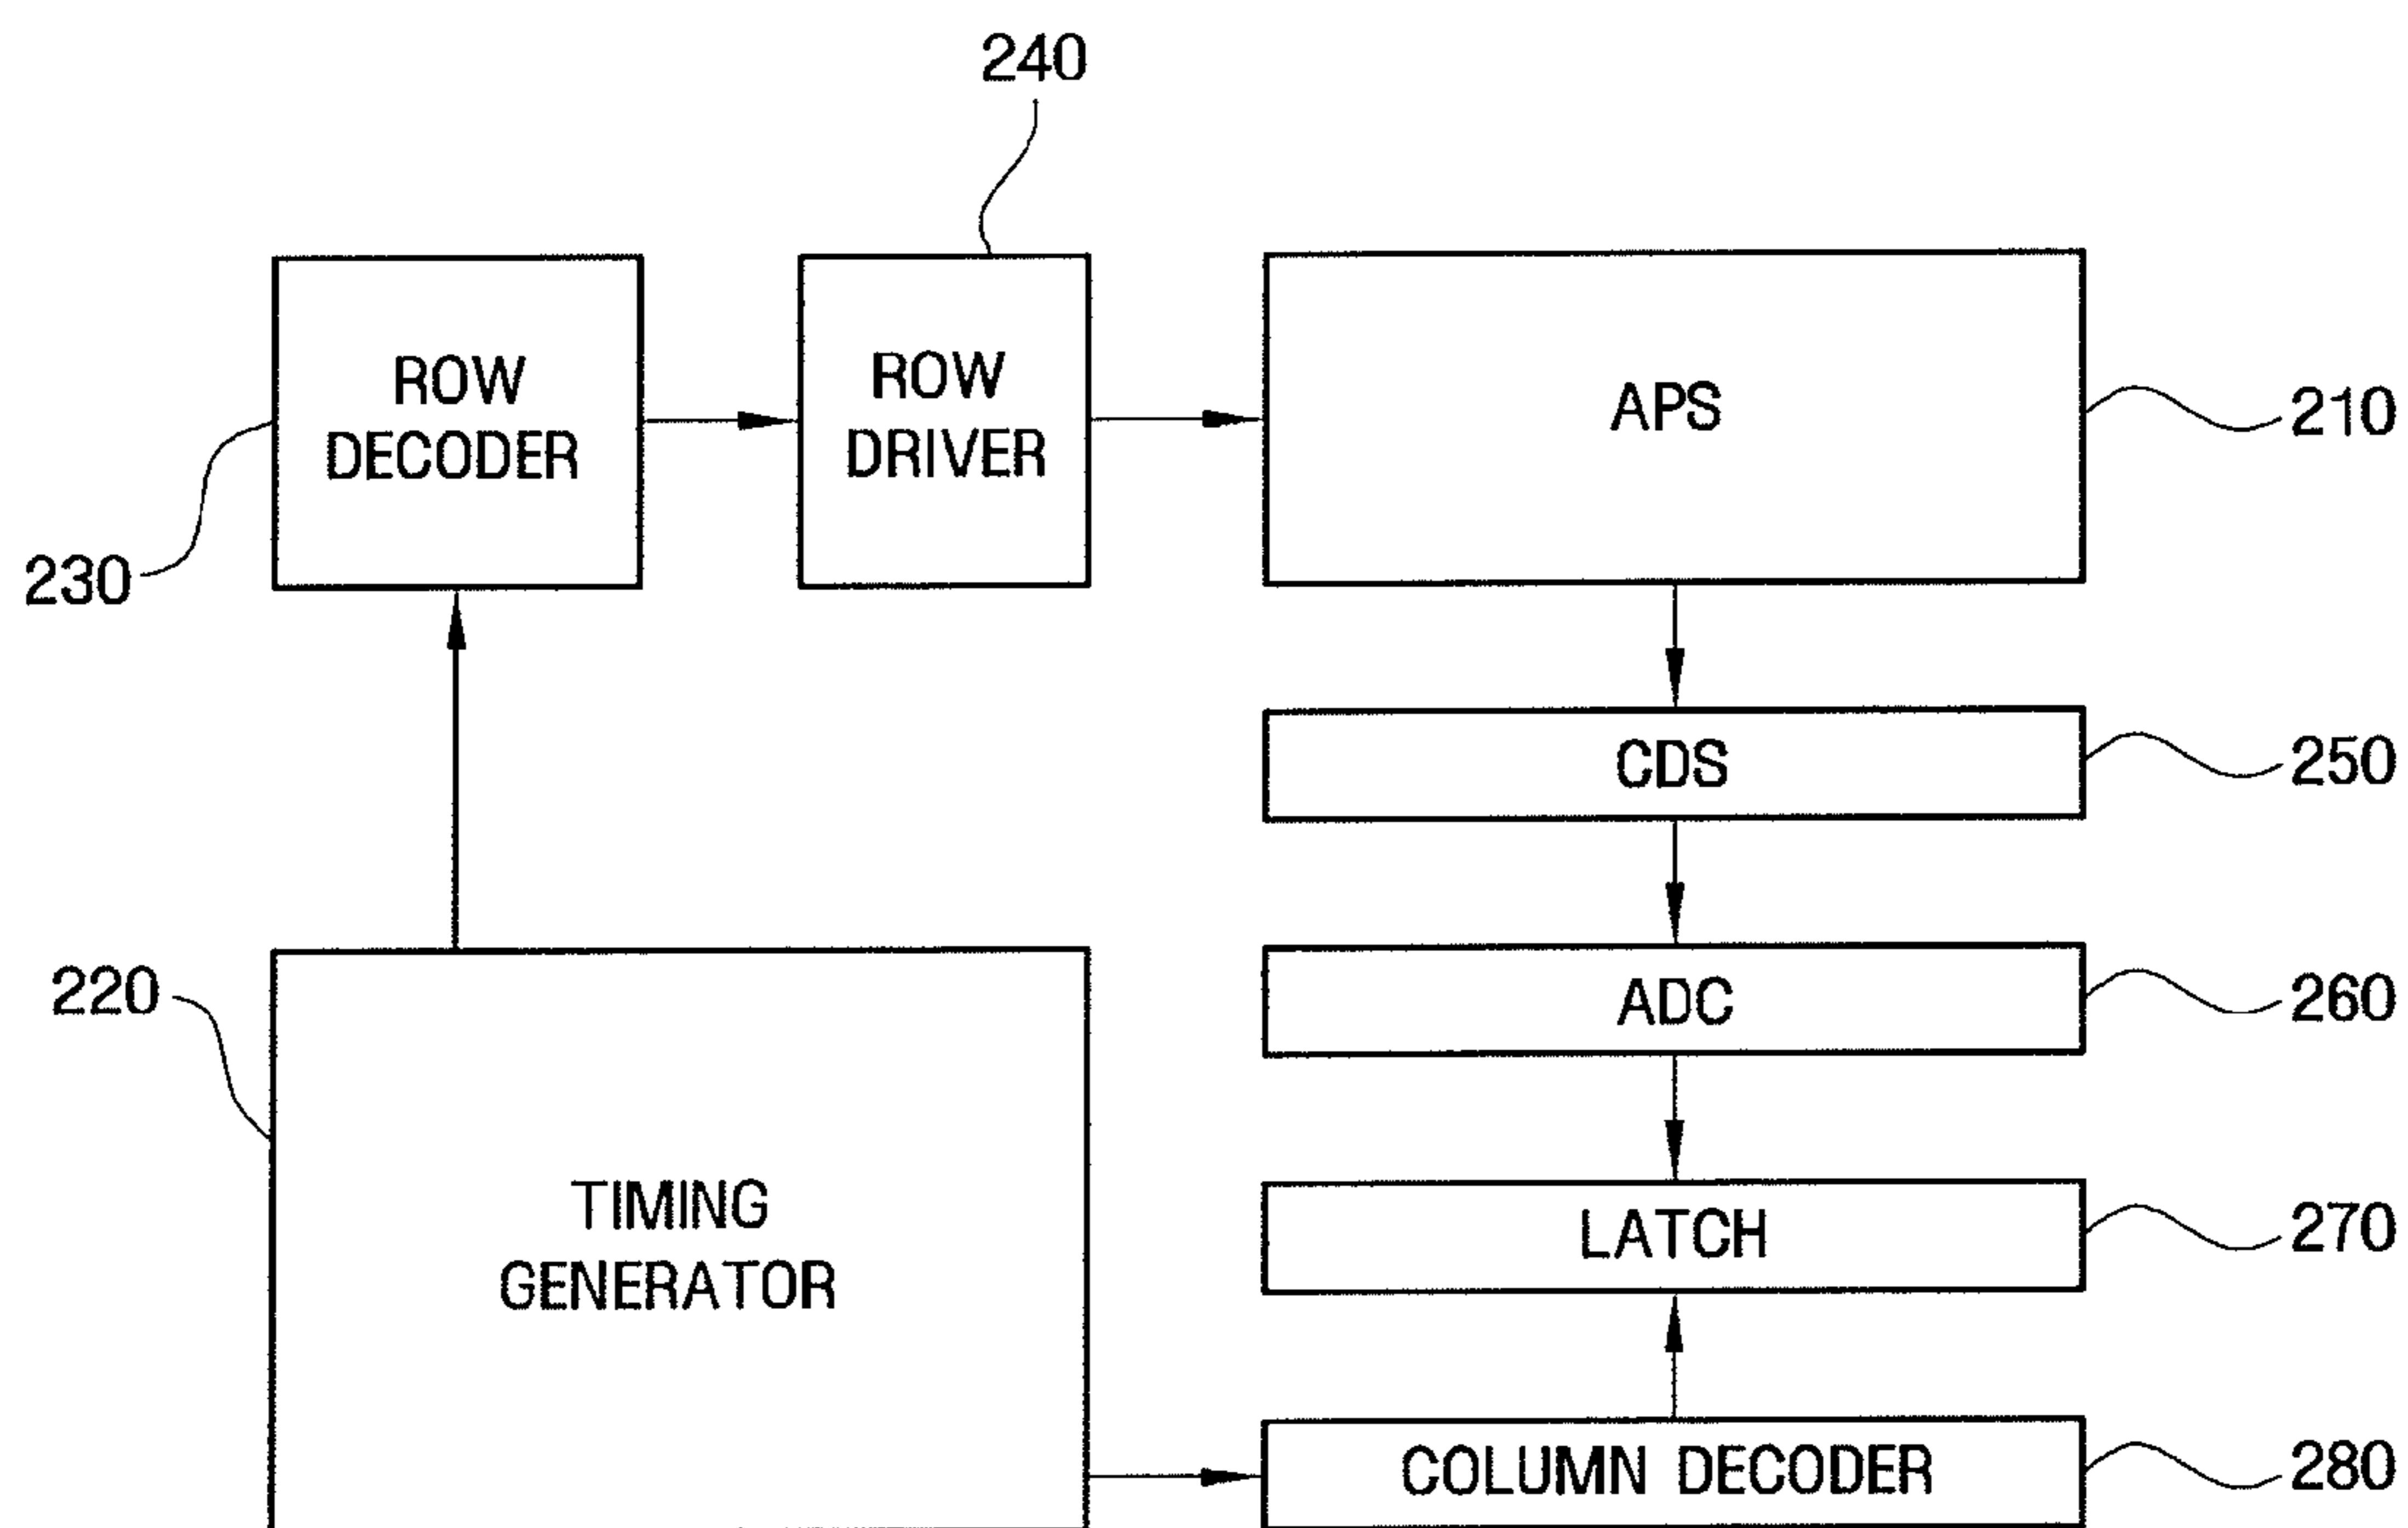 240
ROW
DECODER
ROW
DRIVER
APS
210
230
CDS
250
220
ADC
260
TIMING
GENERATOR
LATCH
270
COLUMN DECODER
280